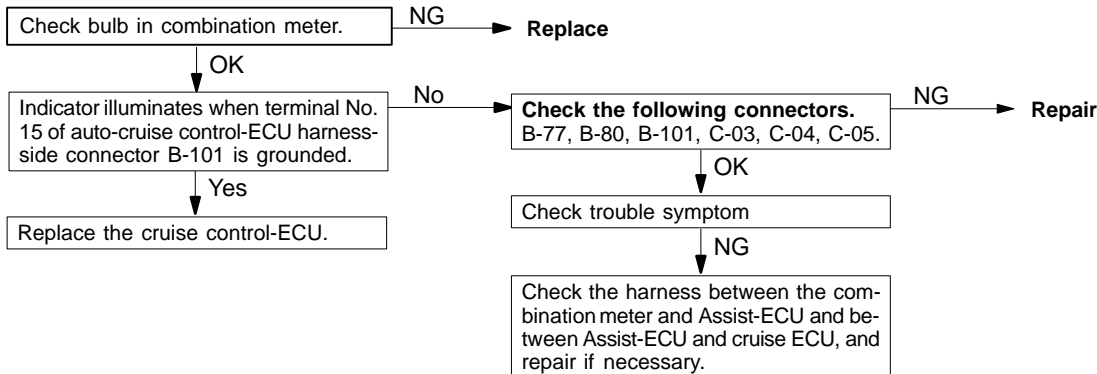 Check bulb in combination meter.
NG
Replace
OK
Indicator illuminates when terminal No.
15 of auto-cruise control-ECU harness-
side connector B-101 is grounded.
No
Check the following connectors.
B-77, B-80, B-101, C-03, C-04, C-05.
NG
Repair
Yes
OK
Replace the cruise control-ECU.
Check trouble symptom
NG
Check the harness between the com-
bination meter and Assist-ECU and be-
tween Assist-ECU and cruise ECU, and
repair if necessary.